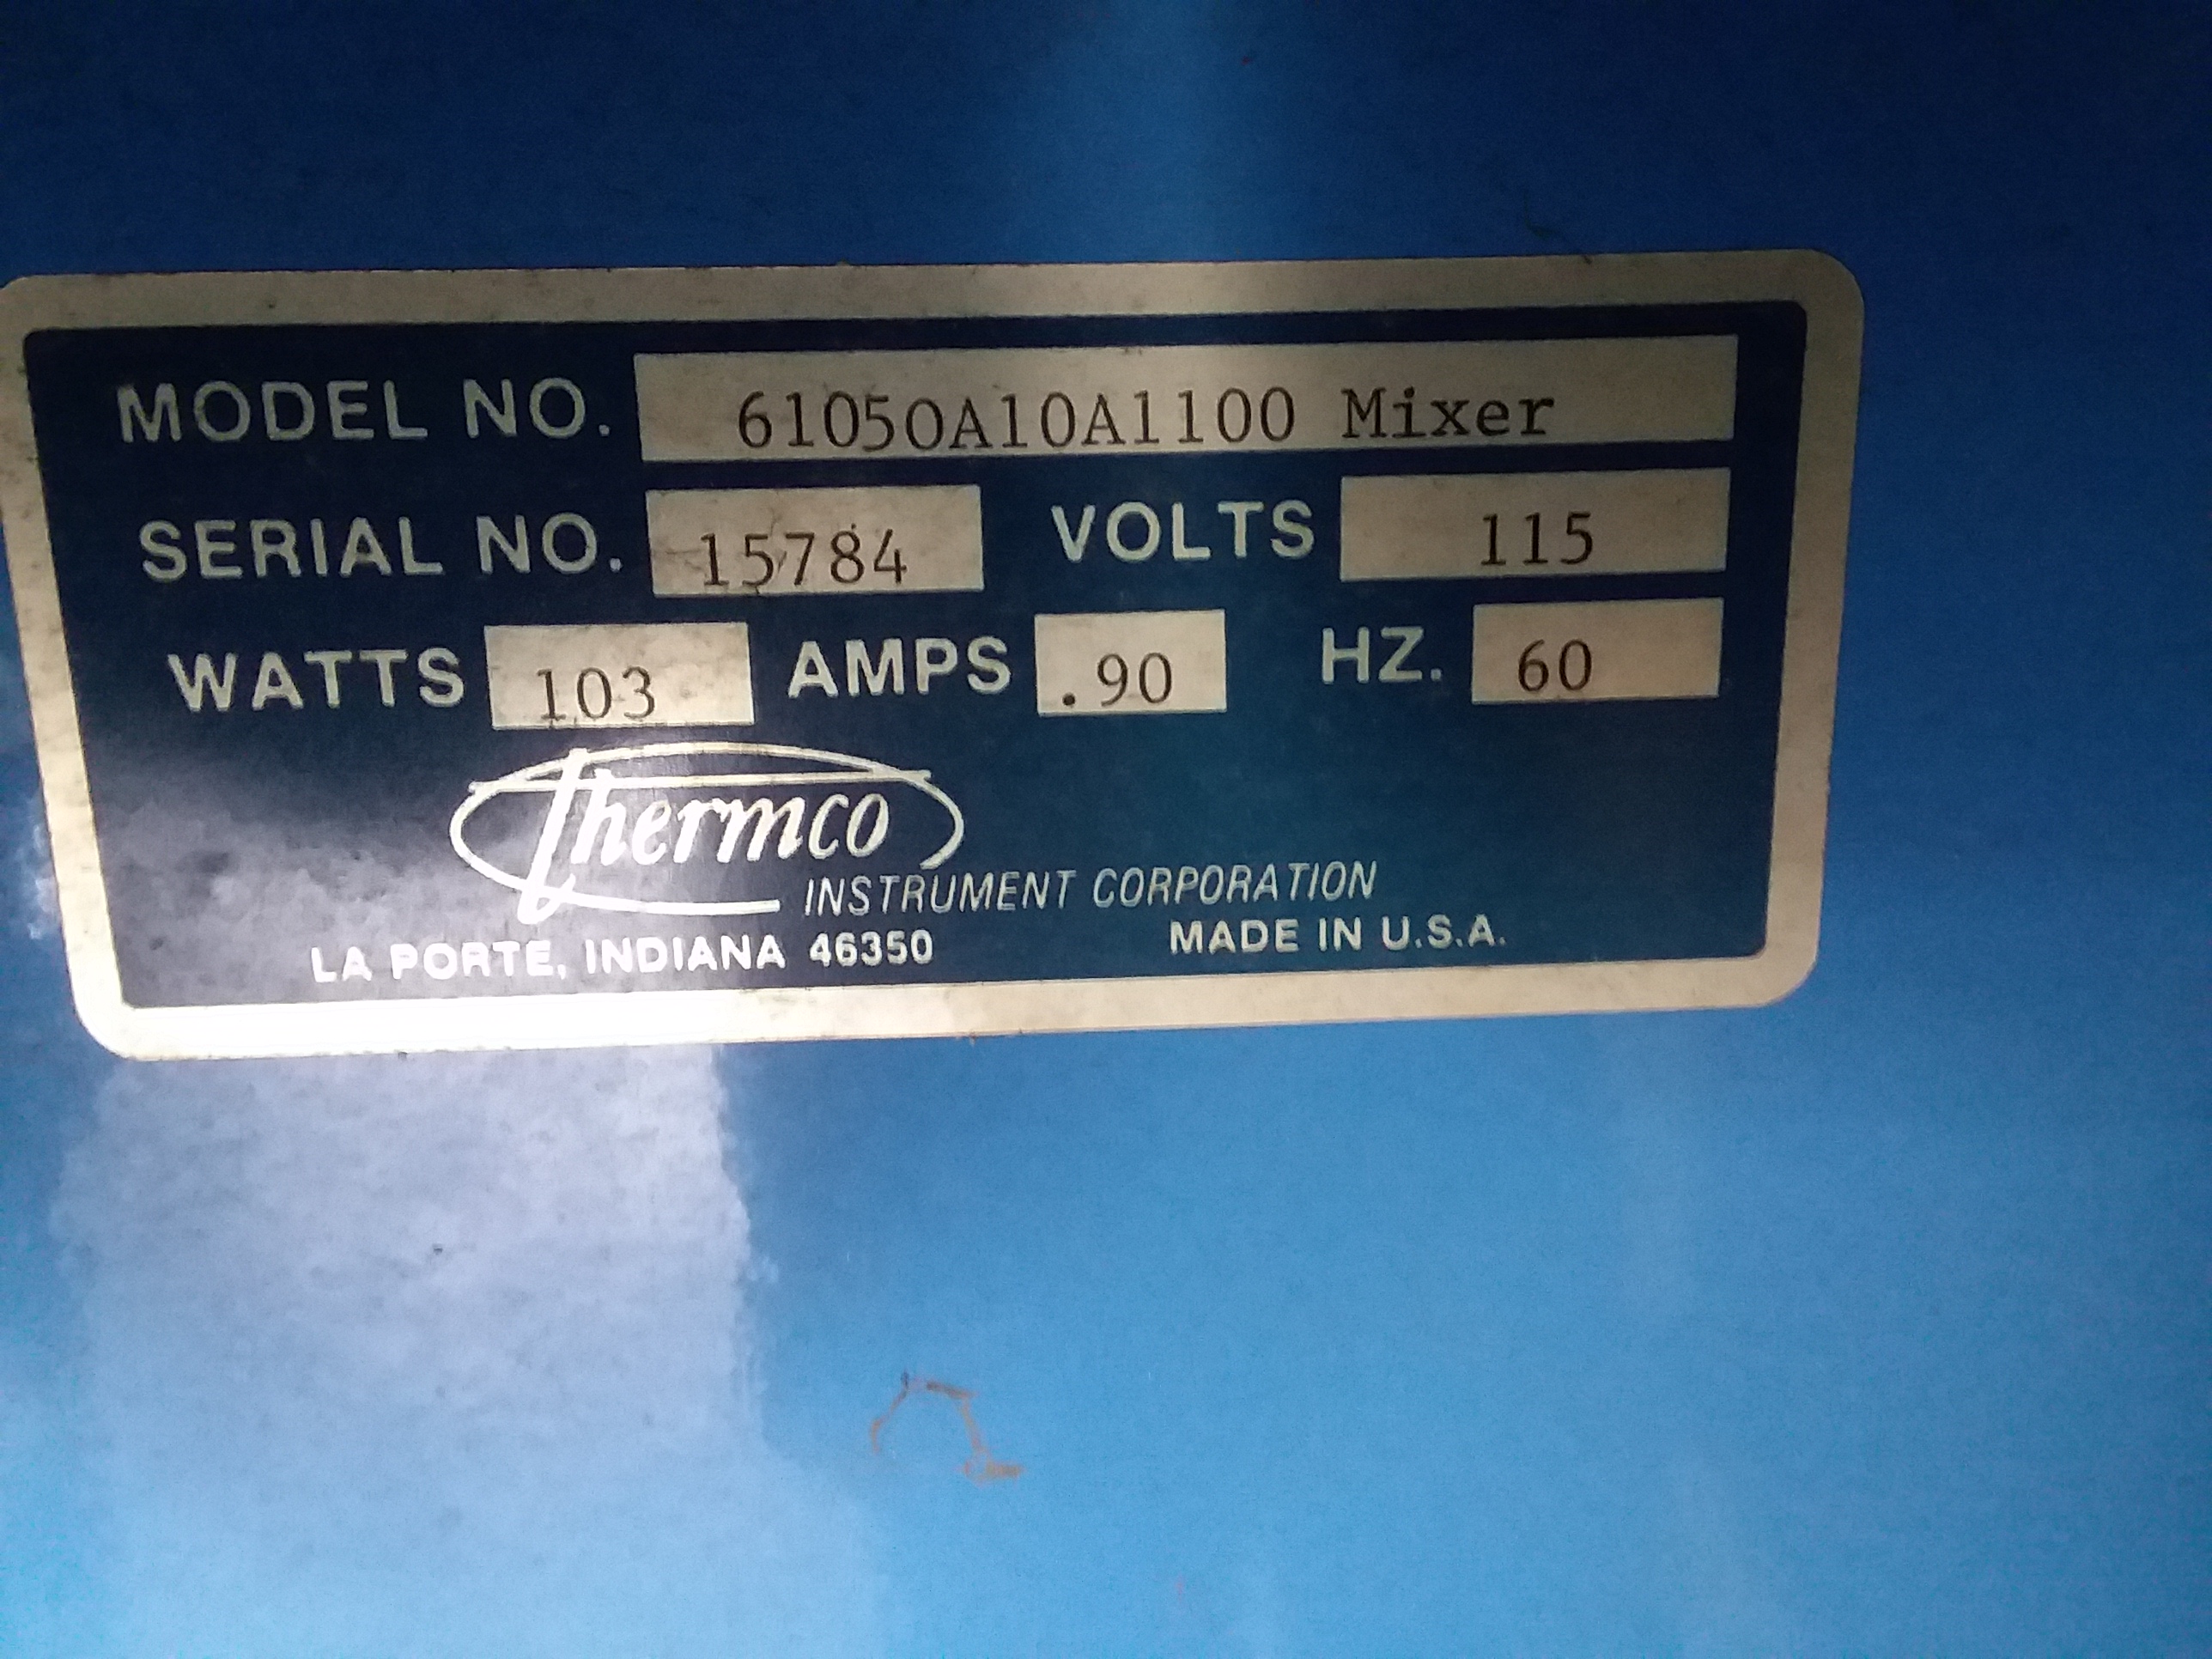 MODEL NO. 61050A10A1100 Mixer
SERIAL NO. 15784 VOLTS 115
WATTS 103 AMPS .90 HZ. 60
Thermco
INSTRUMENT CORPORATION
LA PORTE, INDIANA 46350 MADE IN U.S.A.